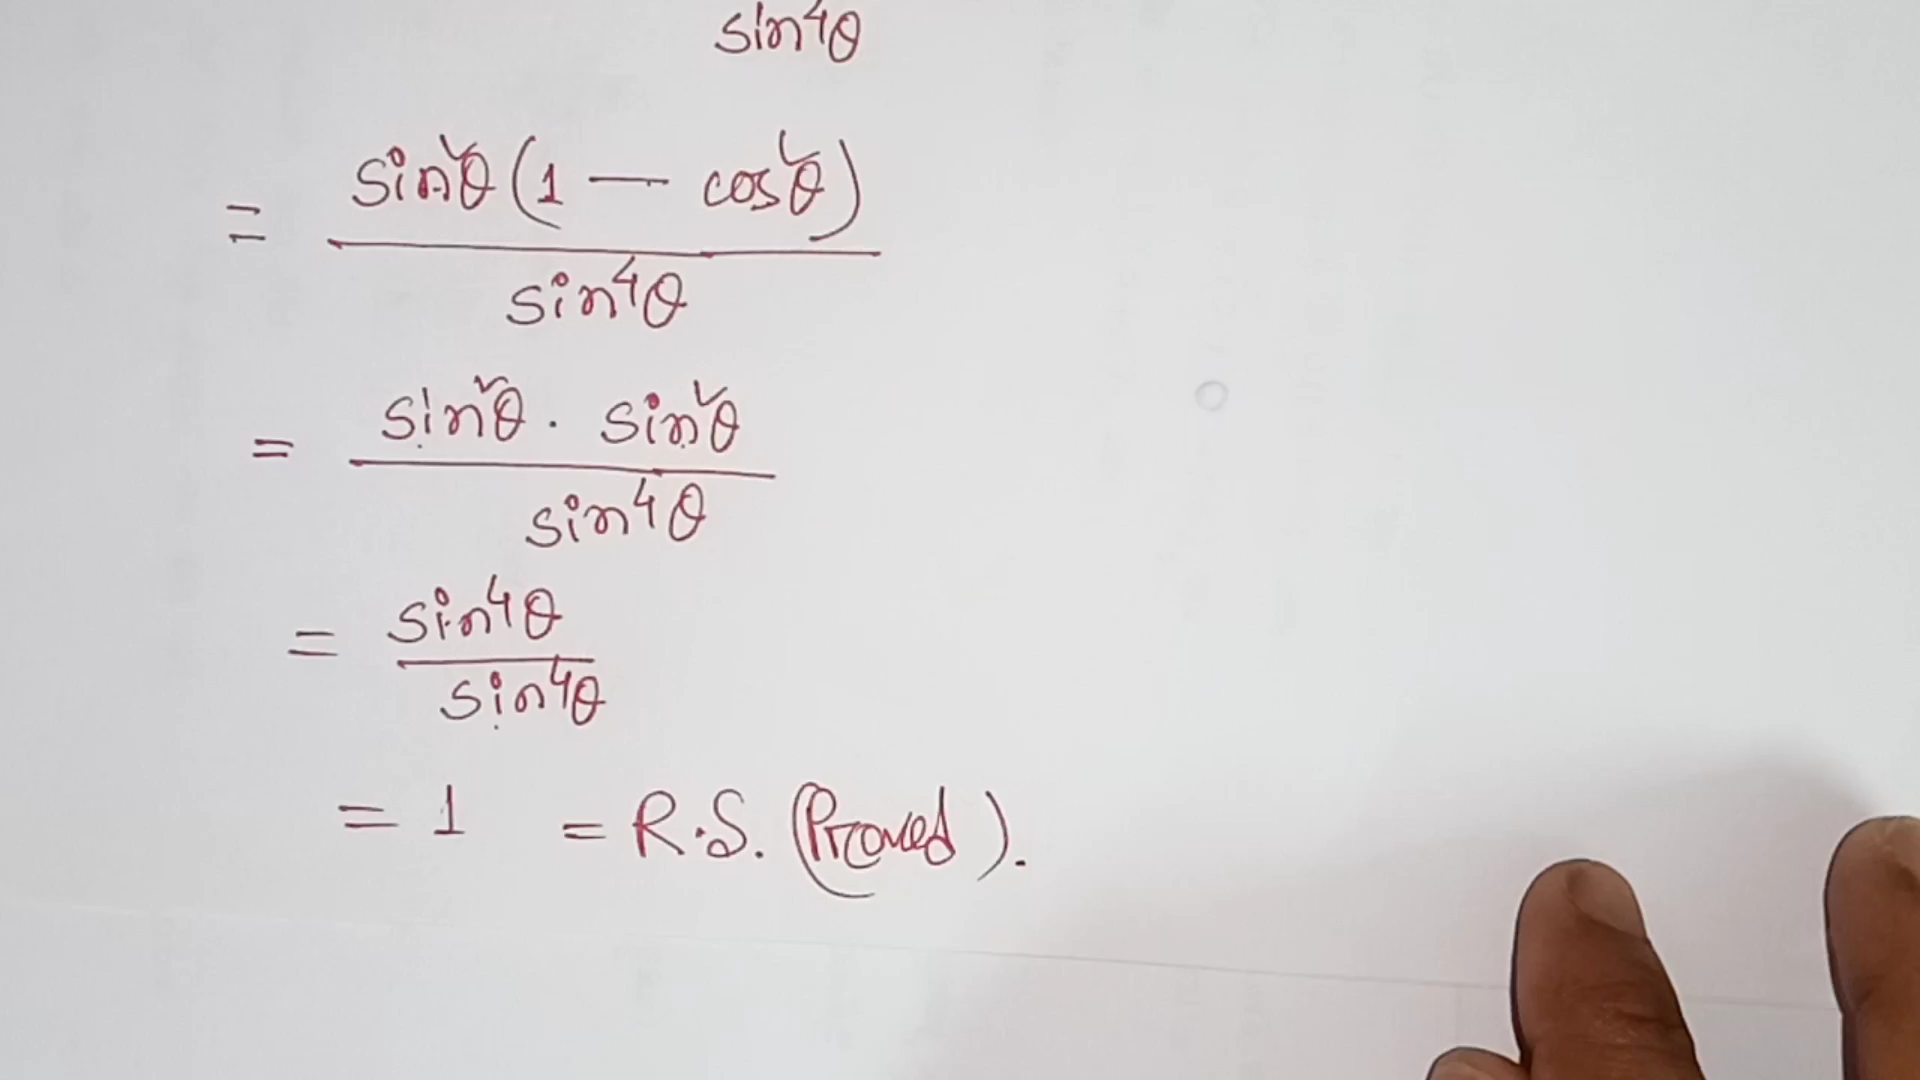 sin⁴θ
= sin²θ (1 — cos²θ)
sin⁴θ
= sin²θ · sin²θ
sin⁴θ
= sin⁴θ
sin⁴θ
= 1 = R.S. (Proved).